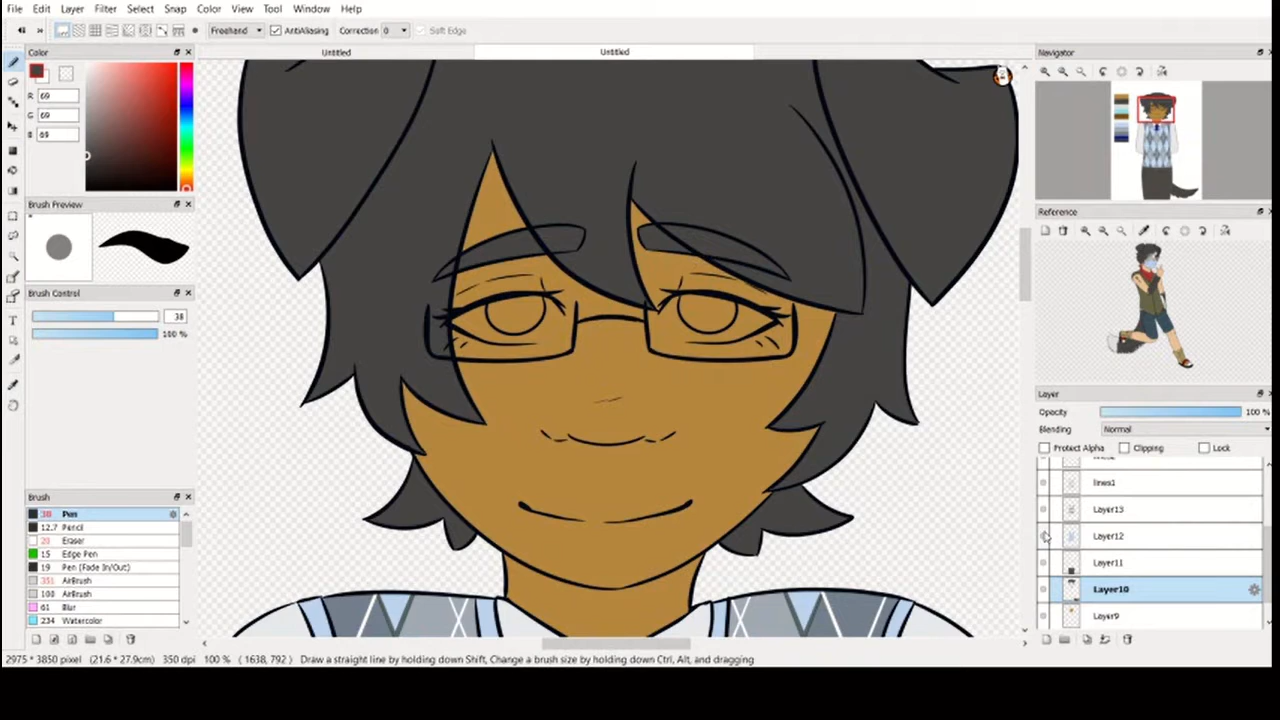 File Edit Layer Filter Select Snap Color View Tool Window Help
Freehand AntiAliasing Correction 0 Soft Edge
Color
Untitled
Untitled
Navigator
R 69
G 69
B 69
Brush Preview
Reference
Brush Control
38
100 %
Layer
Opacity 100 %
Blending Normal
Protect Alpha Clipping Lock
lines1
Layer13
Layer12
Layer11
Layer10
Layer9
Brush
38 Pen
12.7 Pencil
20 Eraser
15 Edge Pen
19 Pen (Fade In/Out)
351 AirBrush
100 AirBrush
61 Blur
234 Watercolor
2975 * 3850 pixel (21.6 * 27.9cm) 350 dpi 100 % ( 1638, 792 ) Draw a straight line by holding down Shift, Change a brush size by holding down Ctrl, Alt, and dragging